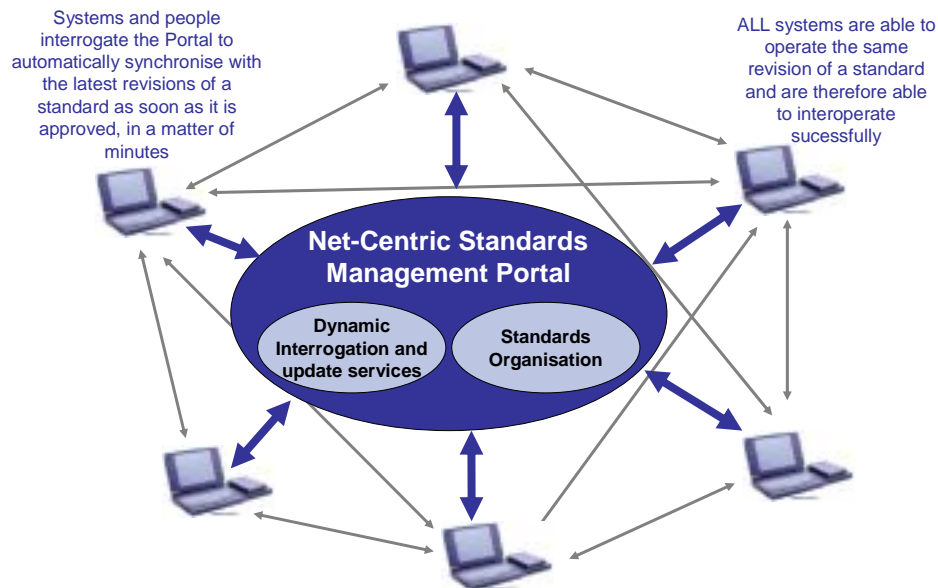 Systems and people
interrogate the Portal to
automatically synchronise with
the latest revisions of a
standard as soon as it is
approved, in a matter of
minutes
ALL systems are able to
operate the same
revision of a standard
and are therefore able
to interoperate
sucessfully
Net-Centric Standards
Management Portal
Dynamic
Interrogation and
update services
Standards
Organisation